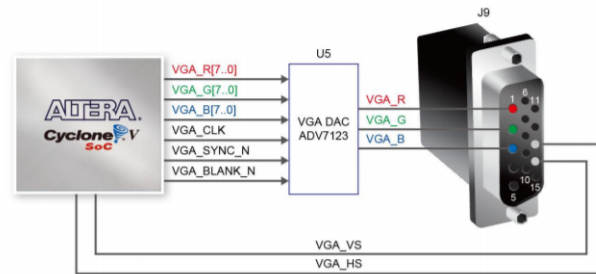 J9
U5
ALTERA
Cyclone V
SoC
VGA_R[7..0]
VGA_G[7..0]
VGA_B[7..0]
VGA_CLK
VGA_SYNC_N
VGA_BLANK_N
VGA DAC
ADV7123
VGA_R
VGA_G
VGA_B
1
6
11
5
10
15
VGA_VS
VGA_HS